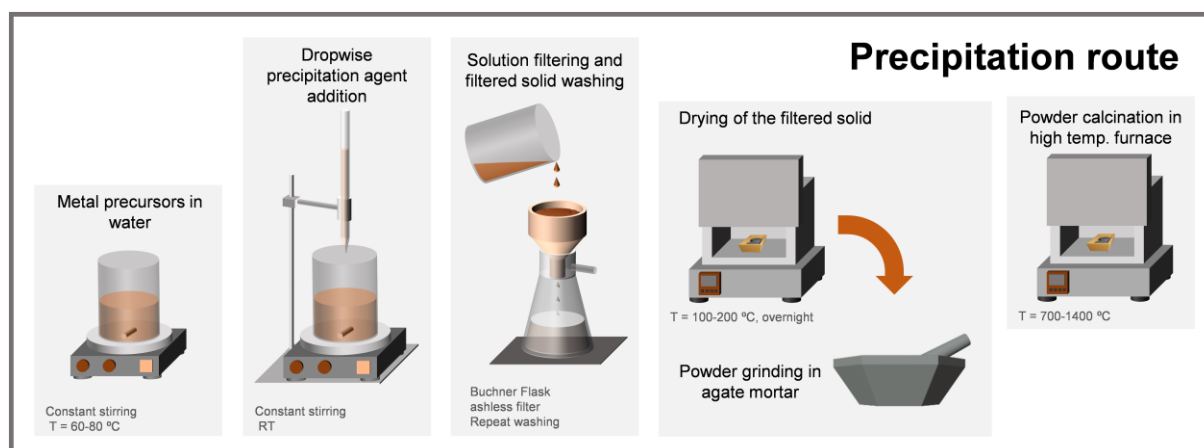 Precipitation route
Metal precursors in
water
Constant stirring
T = 60-80 ºC
Dropwise
precipitation agent
addition
Constant stirring
RT
Solution filtering and
filtered solid washing
Buchner Flask
ashless filter
Repeat washing
Drying of the filtered solid
T = 100-200 ºC, overnight
Powder grinding in
agate mortar
Powder calcination in
high temp. furnace
T = 700-1400 ºC